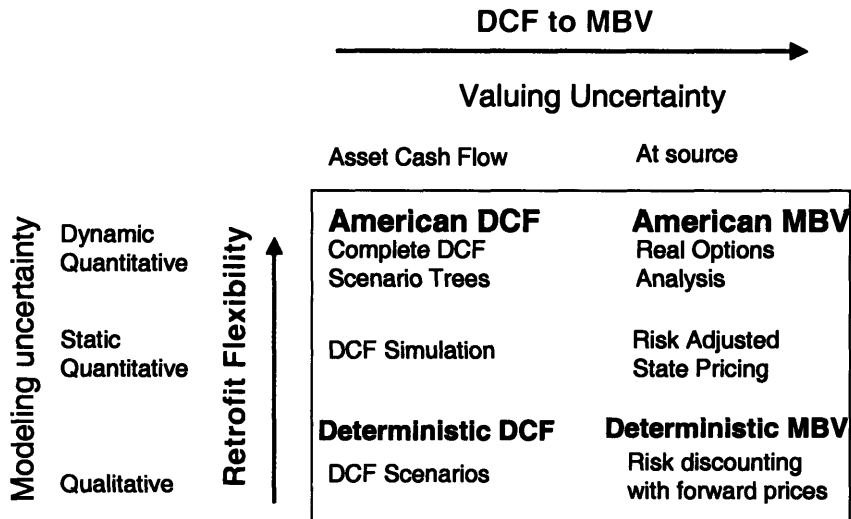 DCF to MBV
Valuing Uncertainty
Asset Cash Flow
At source
Modeling uncertainty
Retrofit Flexibility
Dynamic
Quantitative
American DCF
Complete DCF
Scenario Trees
American MBV
Real Options
Analysis
Static
Quantitative
DCF Simulation
Risk Adjusted
State Pricing
Qualitative
Deterministic DCF
DCF Scenarios
Deterministic MBV
Risk discounting
with forward prices